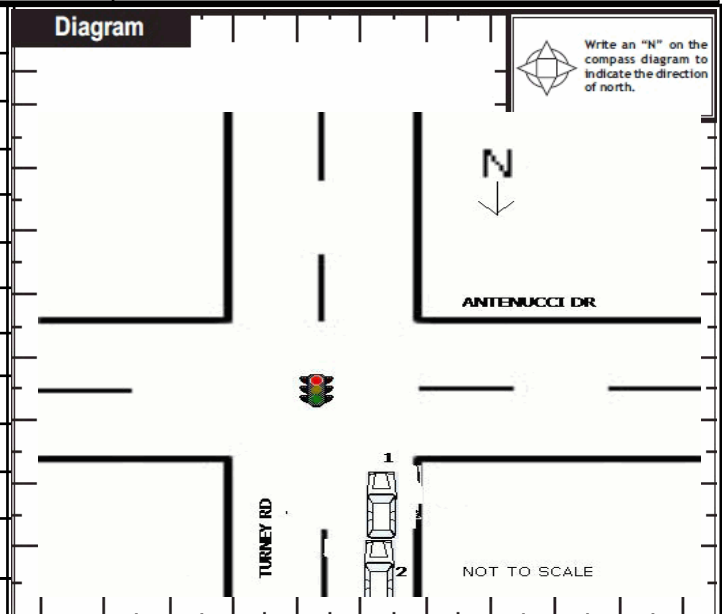 Diagram
Write an “N” on the
compass diagram to
indicate the direction
of north.
N
ANTENUCCI DR
1
TURNEY RD
2
NOT TO SCALE